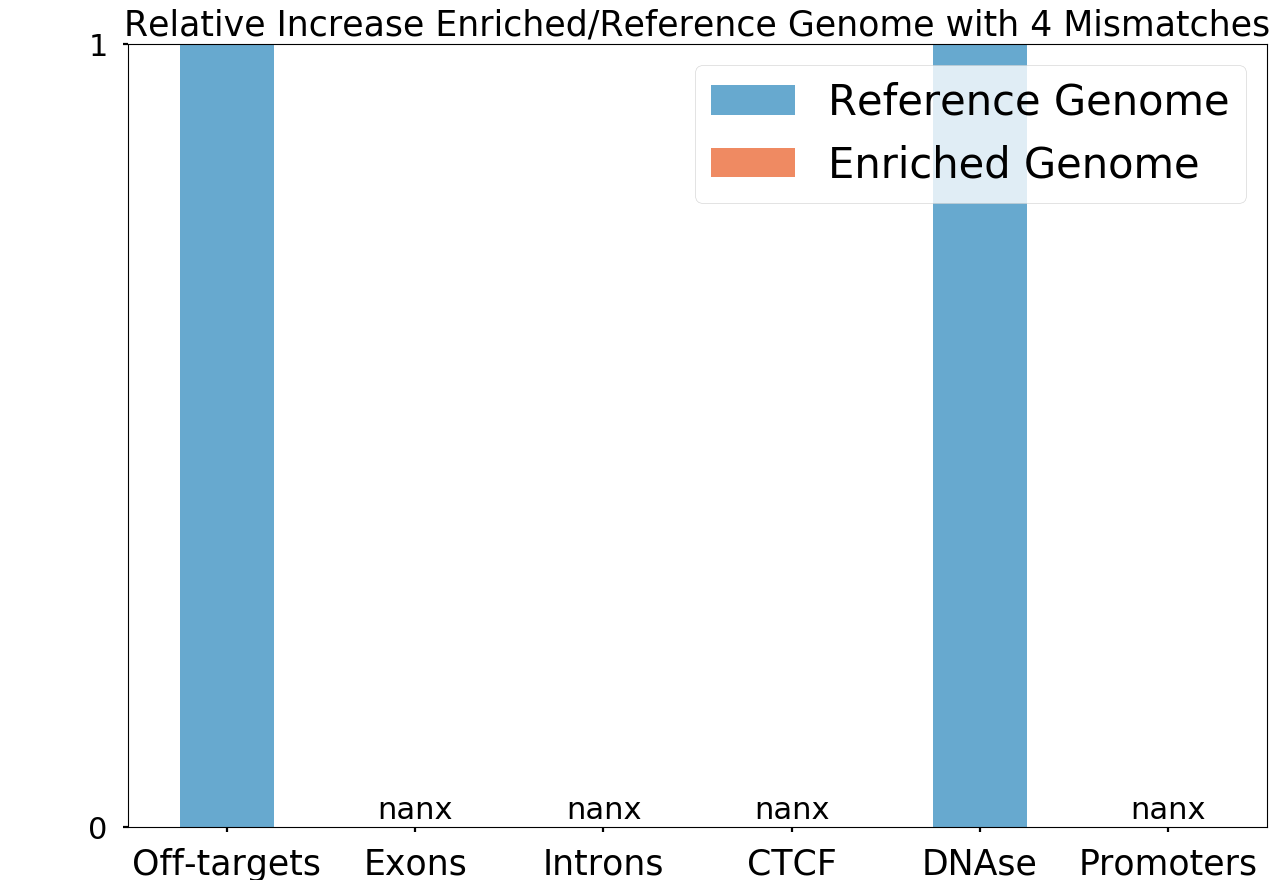 Relative Increase Enriched/Reference Genome with 4 Mismatches
1
Reference Genome
Enriched Genome
nanx nanx nanx nanx
0
Off-targets Exons Introns CTCF DNAse Promoters